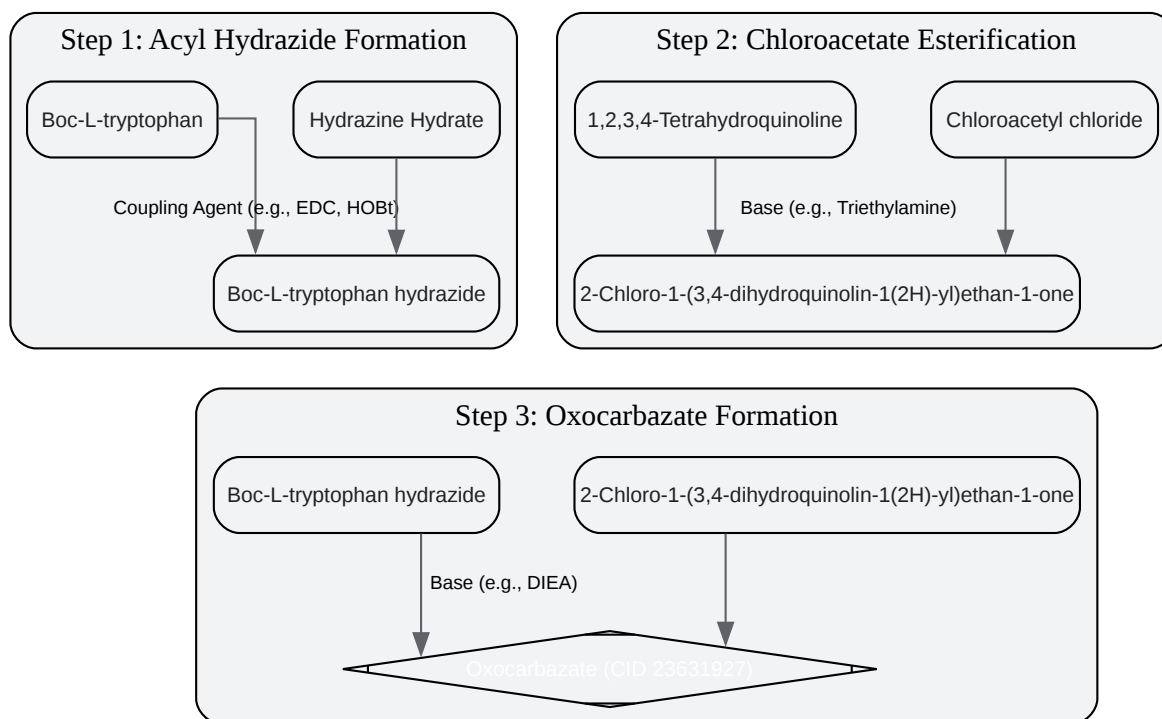 Step 1: Acyl Hydrazide Formation
Boc-L-tryptophan
Hydrazine Hydrate
Coupling Agent (e.g., EDC, HOBt)
Boc-L-tryptophan hydrazide
Step 2: Chloroacetate Esterification
1,2,3,4-Tetrahydroquinoline
Chloroacetyl chloride
Base (e.g., Triethylamine)
2-Chloro-1-(3,4-dihydroquinolin-1(2H)-yl)ethan-1-one
Step 3: Oxocarbazate Formation
Boc-L-tryptophan hydrazide
2-Chloro-1-(3,4-dihydroquinolin-1(2H)-yl)ethan-1-one
Base (e.g., DIEA)
Oxocarbazate (CID 23631927)